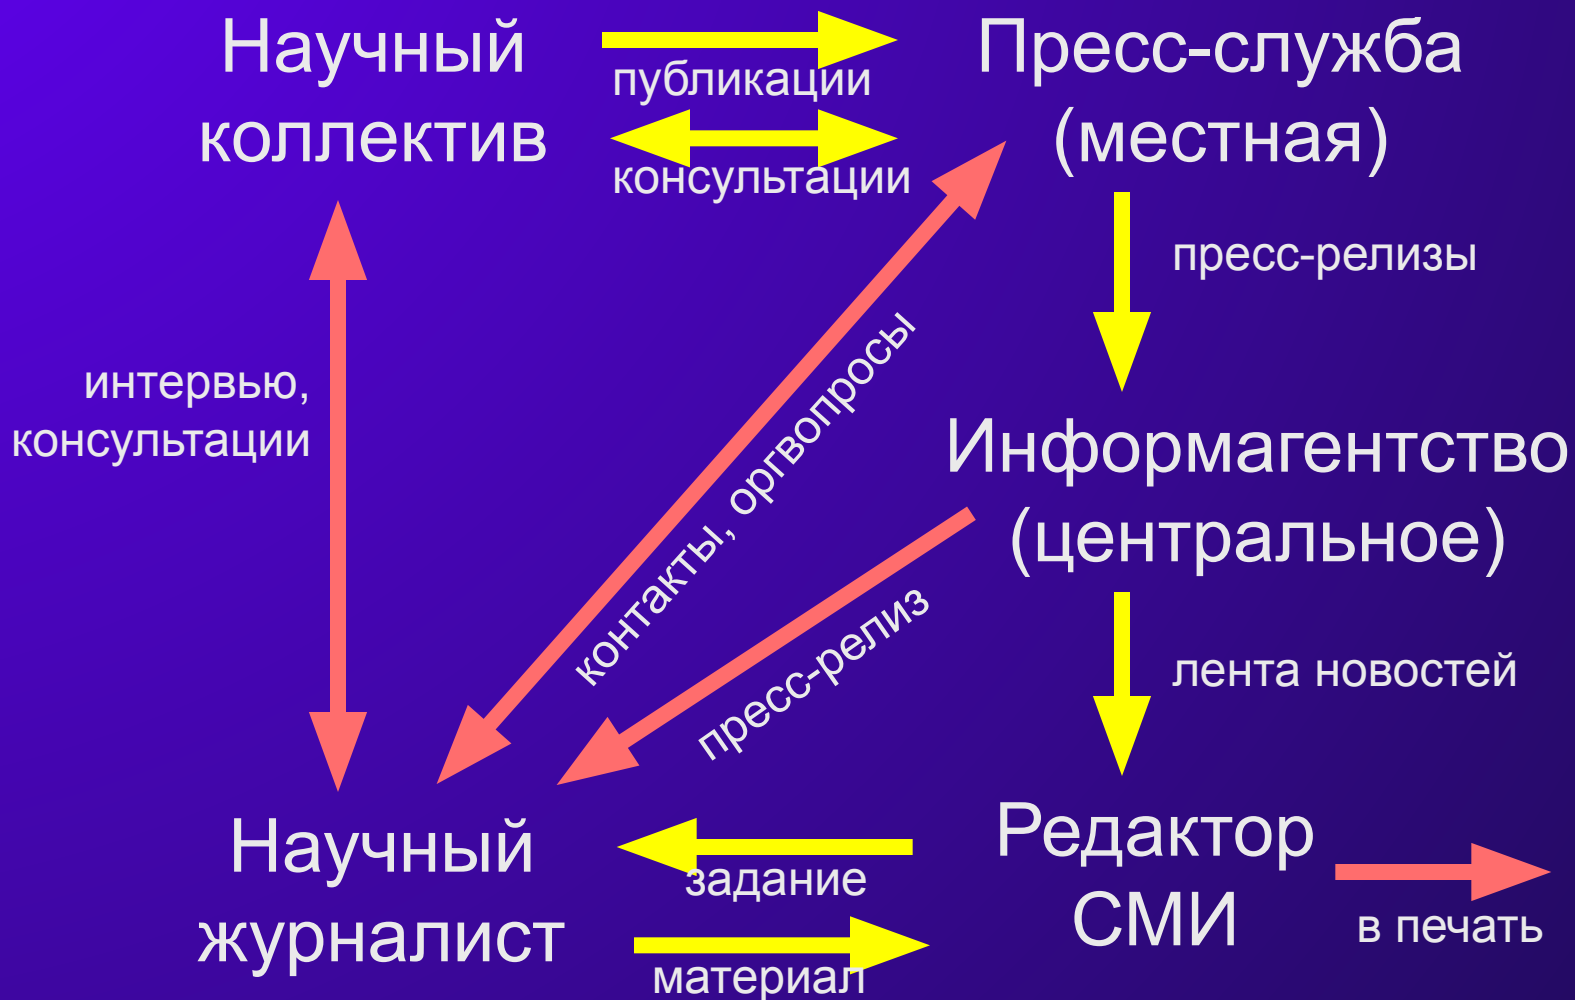 Научный
коллектив
публикации
консультации
Пресс-служба
(местная)
пресс-релизы
интервью,
консультации
контакты, оргвопросы
Информагентство
(центральное)
пресс-релиз
лента новостей
Научный
журналист
задание
материал
Редактор
СМИ
в печать